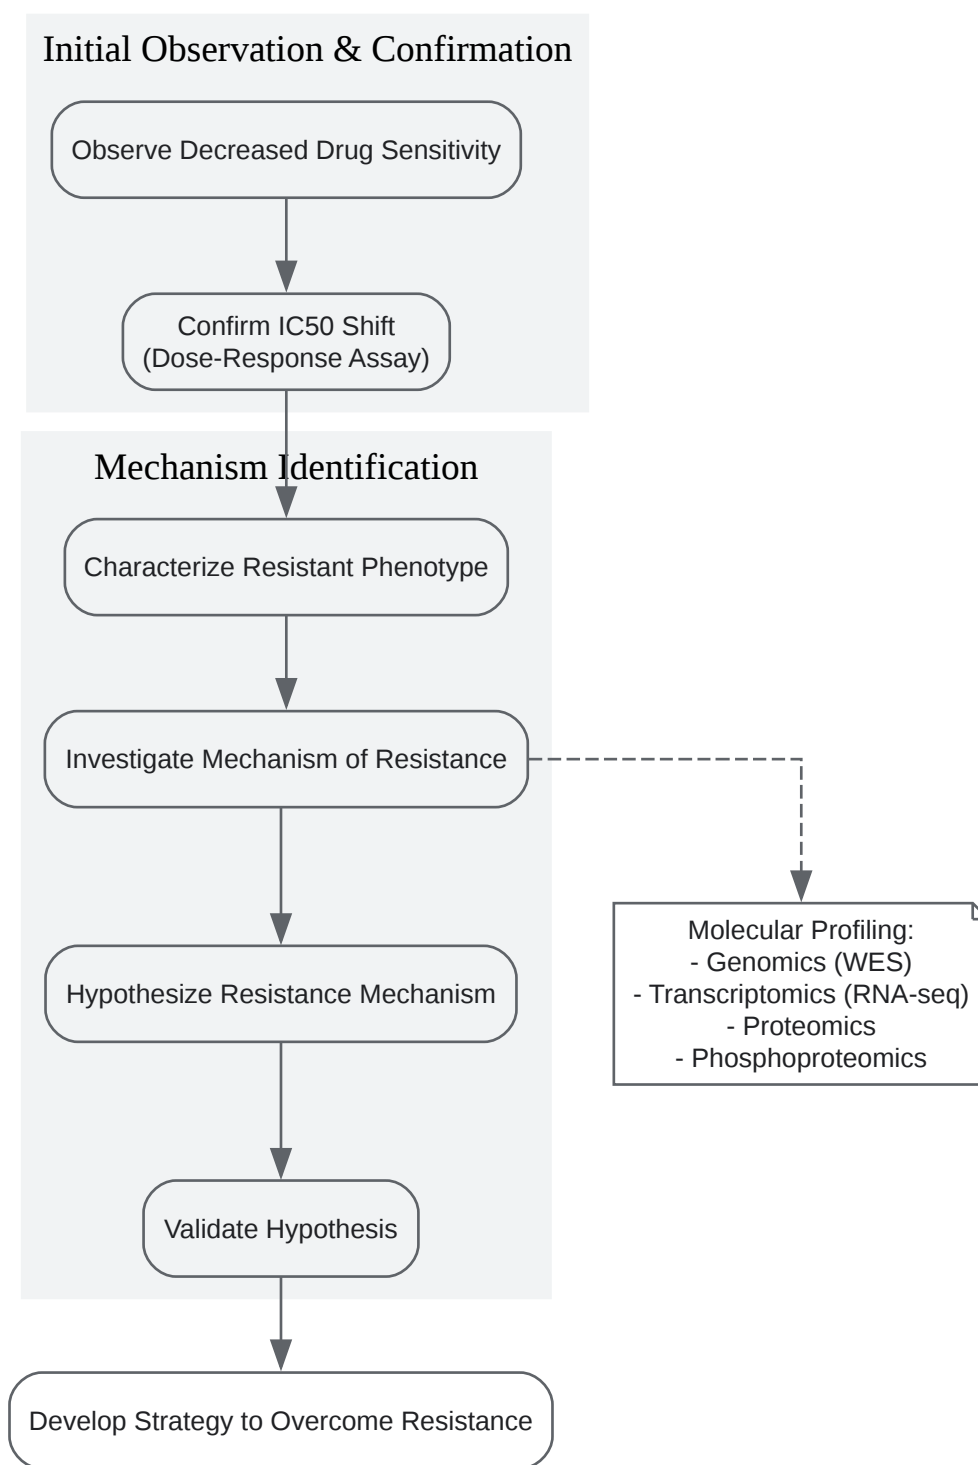 Initial Observation & Confirmation
Observe Decreased Drug Sensitivity
Confirm IC50 Shift
(Dose-Response Assay)
Mechanism Identification
Characterize Resistant Phenotype
Investigate Mechanism of Resistance
Molecular Profiling:
- Genomics (WES)
- Transcriptomics (RNA-seq)
- Proteomics
- Phosphoproteomics
Hypothesize Resistance Mechanism
Validate Hypothesis
Develop Strategy to Overcome Resistance